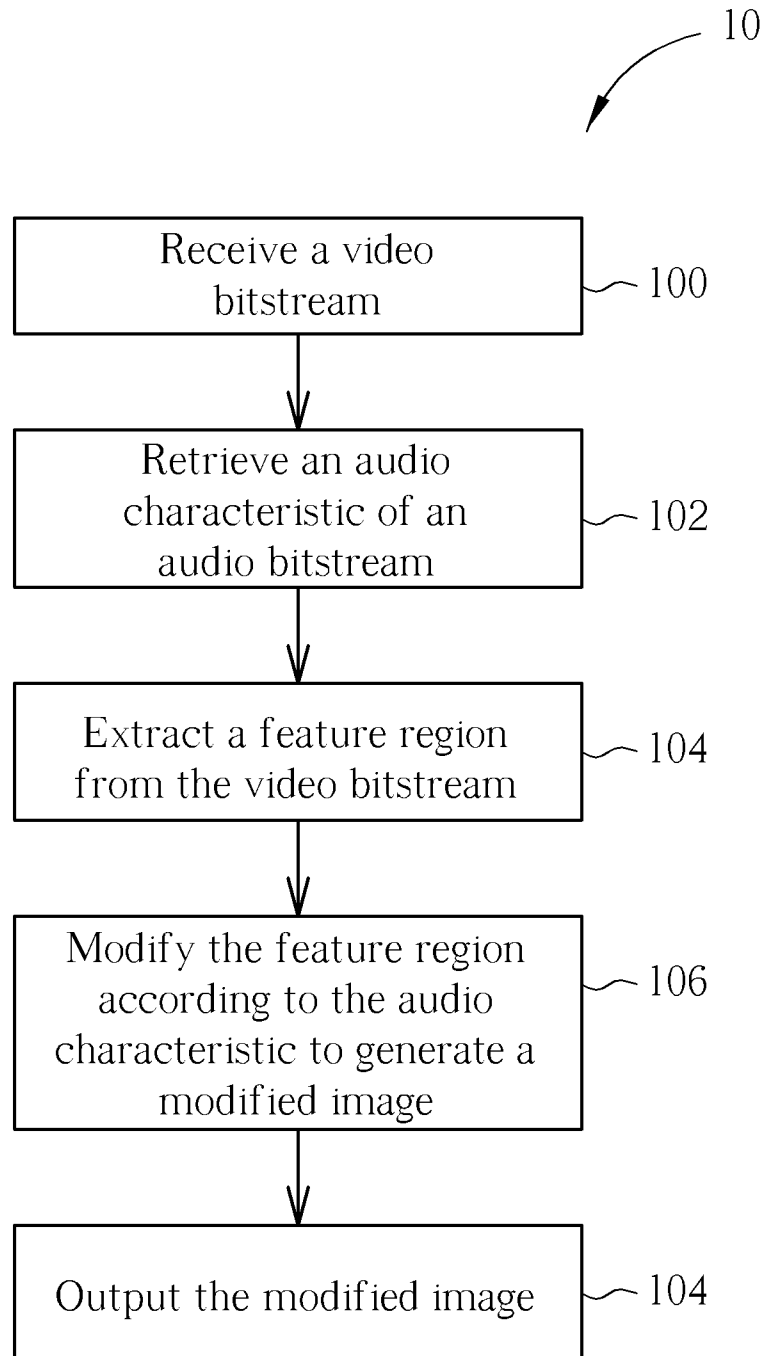 10
Receive a video
bitstream
100
Retrieve an audio
characteristic of an
audio bitstream
102
Extract a feature region
from the video bitstream
104
Modify the feature region
according to the audio
characteristic to generate a
modified image
106
Output the modified image
104